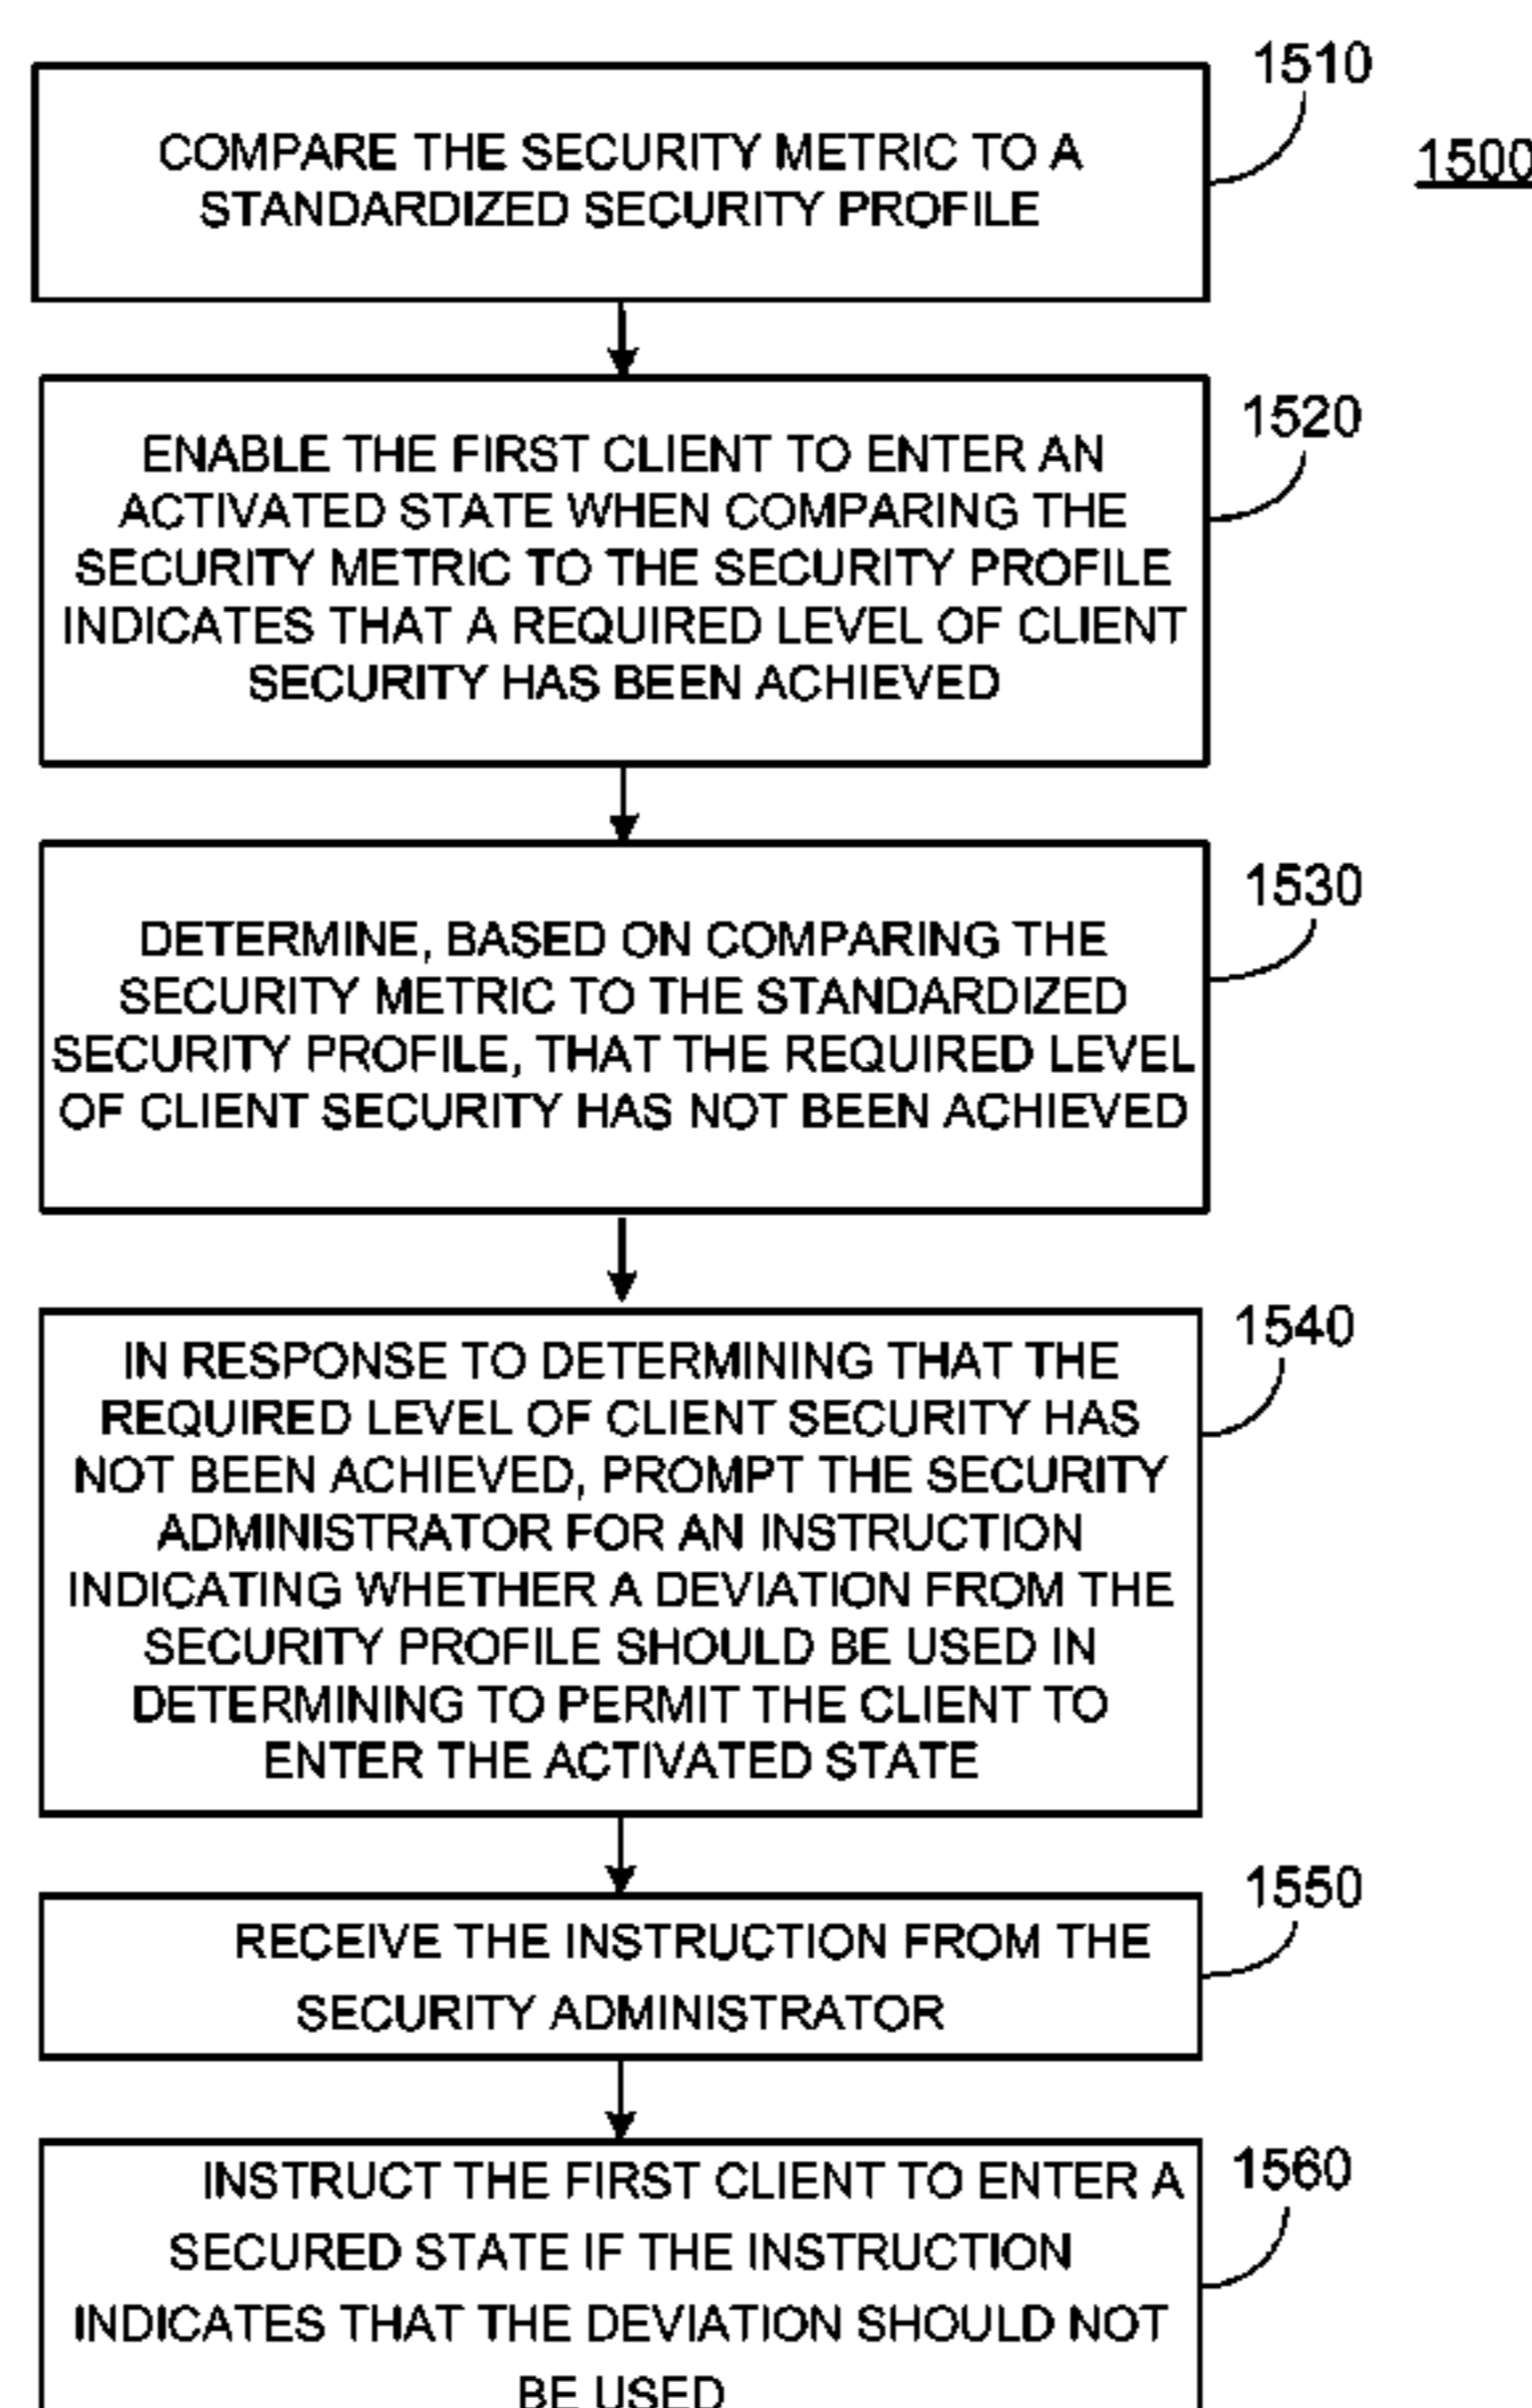 1510
1500
COMPARE THE SECURITY METRIC TO A
STANDARDIZED SECURITY PROFILE
1520
ENABLE THE FIRST CLIENT TO ENTER AN
ACTIVATED STATE WHEN COMPARING THE
SECURITY METRIC TO THE SECURITY PROFILE
INDICATES THAT A REQUIRED LEVEL OF CLIENT
SECURITY HAS BEEN ACHIEVED
1530
DETERMINE, BASED ON COMPARING THE
SECURITY METRIC TO THE STANDARDIZED
SECURITY PROFILE, THAT THE REQUIRED LEVEL
OF CLIENT SECURITY HAS NOT BEEN ACHIEVED
1540
IN RESPONSE TO DETERMINING THAT THE
REQUIRED LEVEL OF CLIENT SECURITY HAS
NOT BEEN ACHIEVED, PROMPT THE SECURITY
ADMINISTRATOR FOR AN INSTRUCTION
INDICATING WHETHER A DEVIATION FROM THE
SECURITY PROFILE SHOULD BE USED IN
DETERMINING TO PERMIT THE CLIENT TO
ENTER THE ACTIVATED STATE
1550
RECEIVE THE INSTRUCTION FROM THE
SECURITY ADMINISTRATOR
1560
INSTRUCT THE FIRST CLIENT TO ENTER A
SECURED STATE IF THE INSTRUCTION
INDICATES THAT THE DEVIATION SHOULD NOT
BE USED